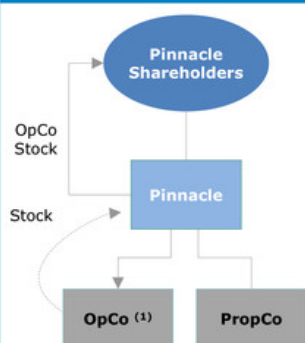 Pinnacle
Shareholders
OpCo
Stock
Pinnacle
Stock
OpCo (1)
PropCo